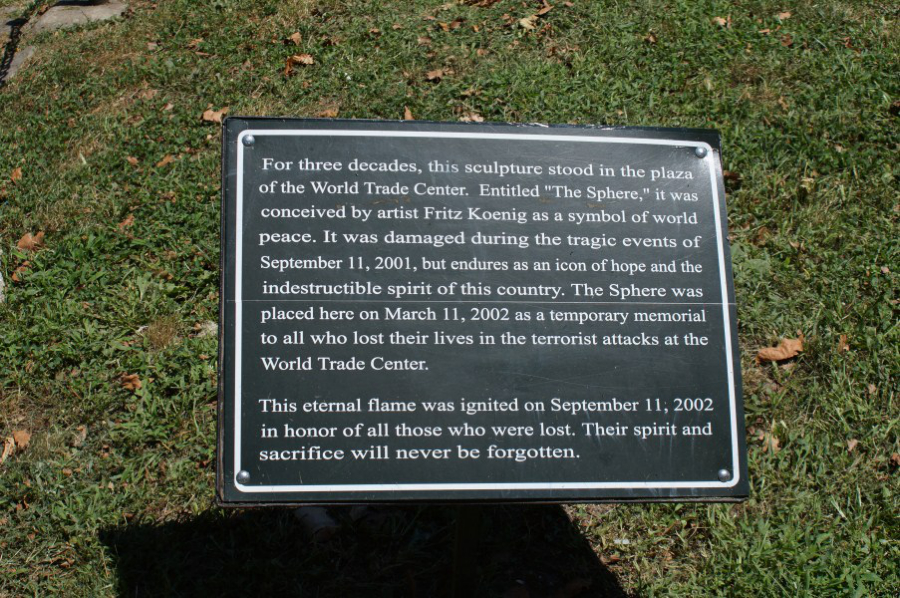 For three decades, this sculpture stood in the plaza
of the World Trade Center. Entitled "The Sphere," it was
conceived by artist Fritz Koenig as a symbol of world
peace. It was damaged during the tragic events of
September 11, 2001, but endures as an icon of hope and the
indestructible spirit of this country. The Sphere was
placed here on March 11, 2002 as a temporary memorial
to all who lost their lives in the terrorist attacks at the
World Trade Center.
This eternal flame was ignited on September 11, 2002
in honor of all those who were lost. Their spirit and
sacrifice will never be forgotten.